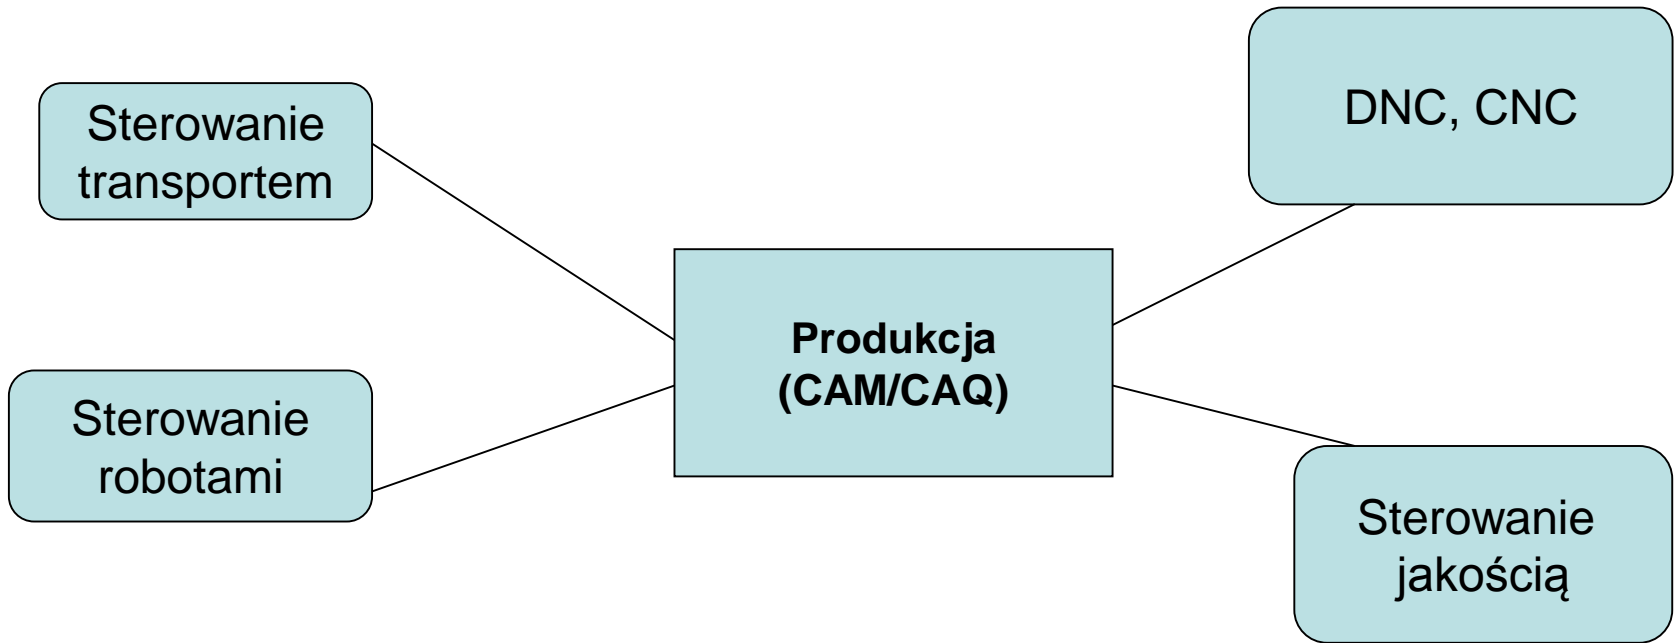 Sterowanie
transportem
DNC, CNC
Produkcja
(CAM/CAQ)
Sterowanie
robotami
Sterowanie
jakością